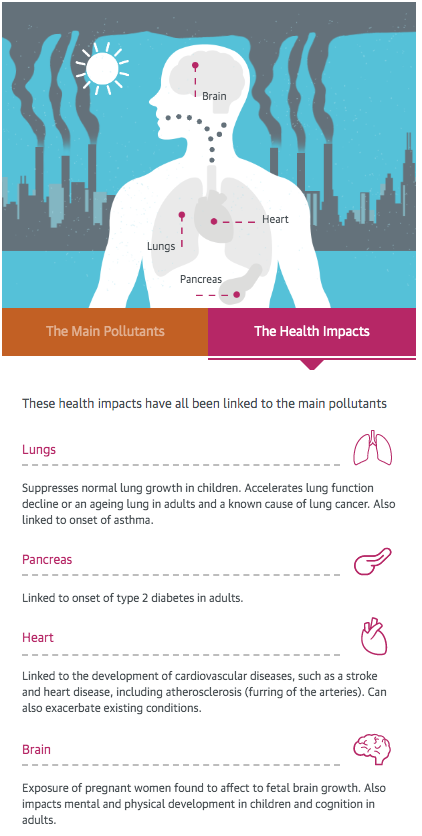 Brain
Heart
Lungs
Pancreas
The Main Pollutants
The Health Impacts
These health impacts have all been linked to the main pollutants
Lungs
Suppresses normal lung growth in children. Accelerates lung function
decline or an ageing lung in adults and a known cause of lung cancer. Also
linked to onset of asthma.
Pancreas
Linked to onset of type 2 diabetes in adults.
Heart
Linked to the development of cardiovascular diseases, such as a stroke
and heart disease, including atherosclerosis (furring of the arteries). Can
also exacerbate existing conditions.
Brain
Exposure of pregnant women found to affect to fetal brain growth. Also
impacts mental and physical development in children and cognition in
adults.